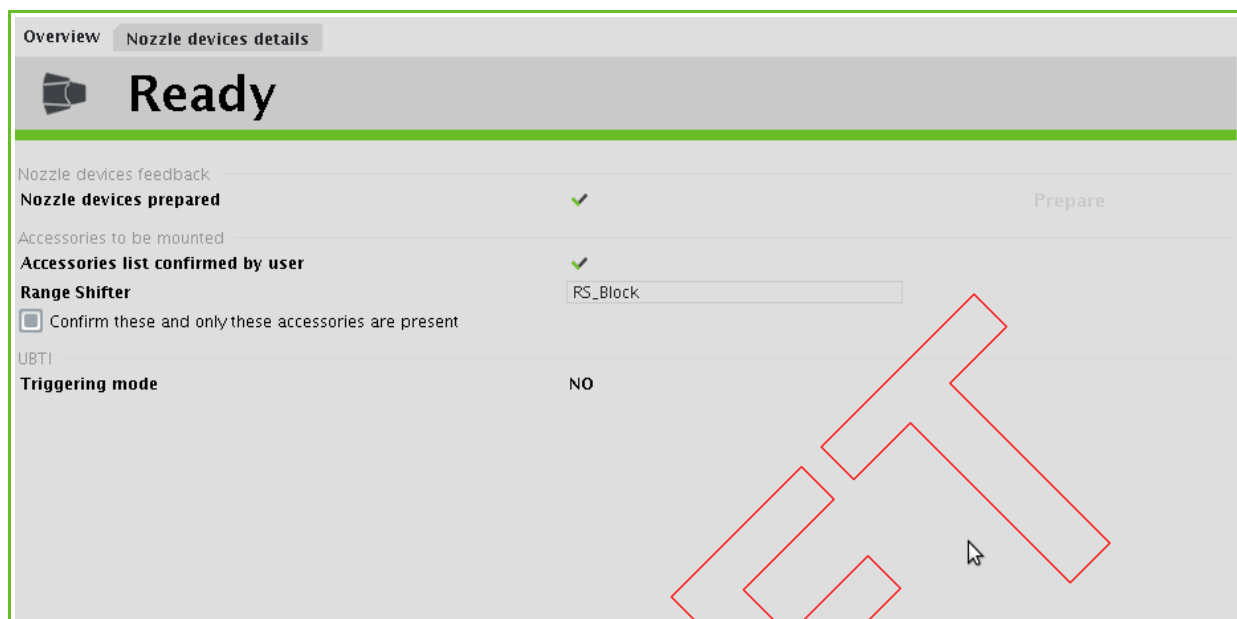 Overview Nozzle devices details
Ready
Nozzle devices feedback
Nozzle devices prepared Prepare
Accessories to be mounted
Accessories list confirmed by user
Range Shifter RS_Block
Confirm these and only these accessories are present
UBTI
Triggering mode NO